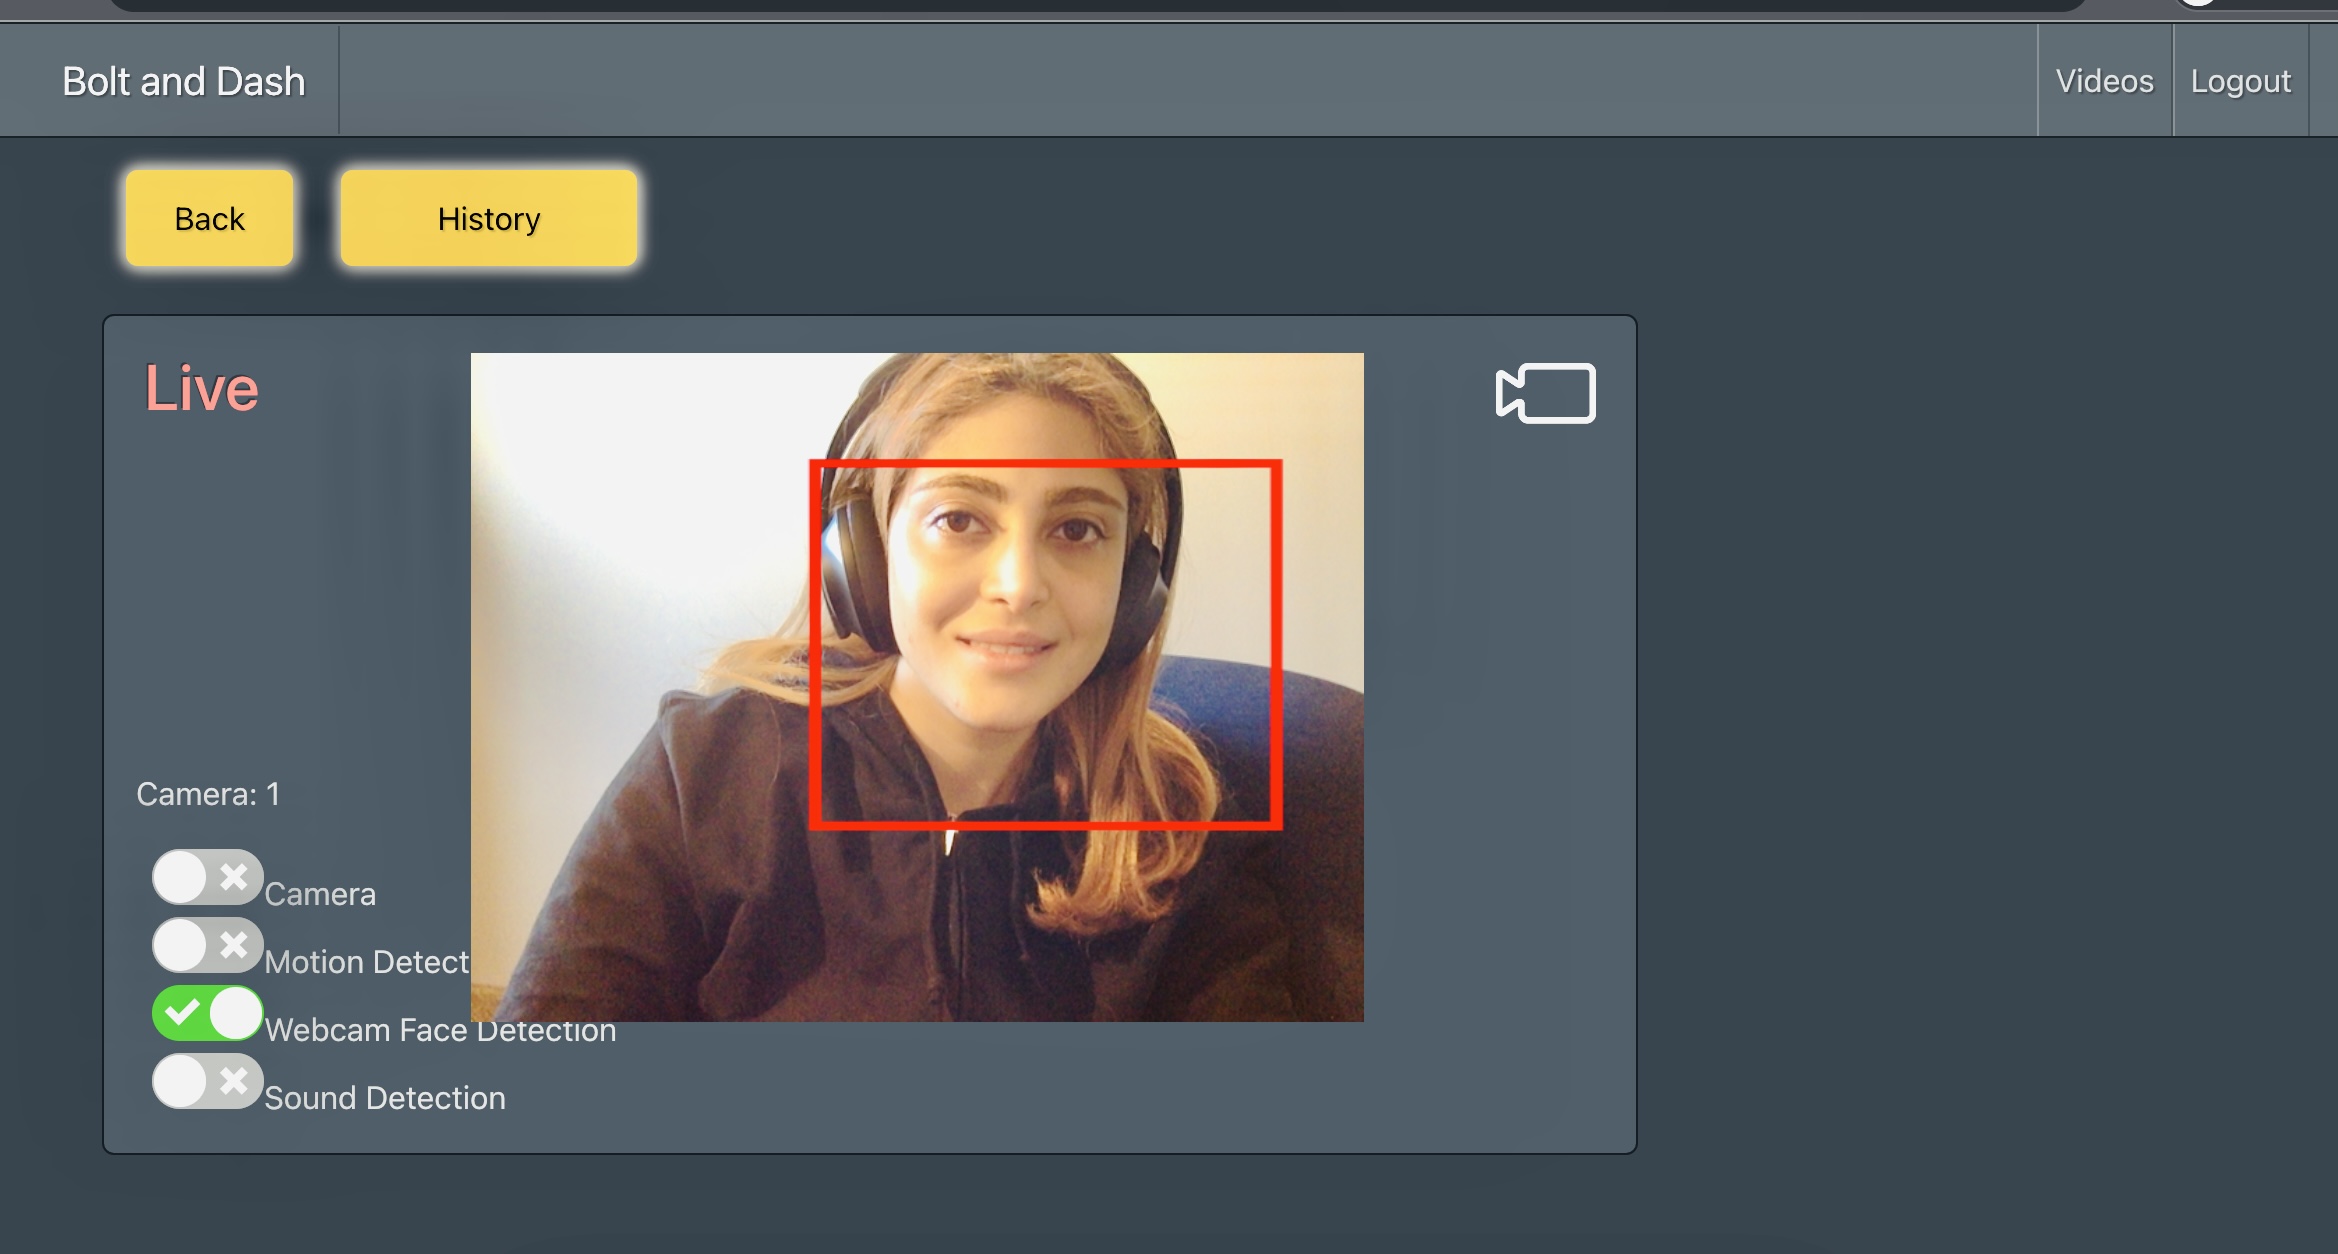 Bolt and Dash
Videos
Logout
Back
History
Live
Camera: 1
Camera
Motion Detect
Webcam Face Detection
Sound Detection